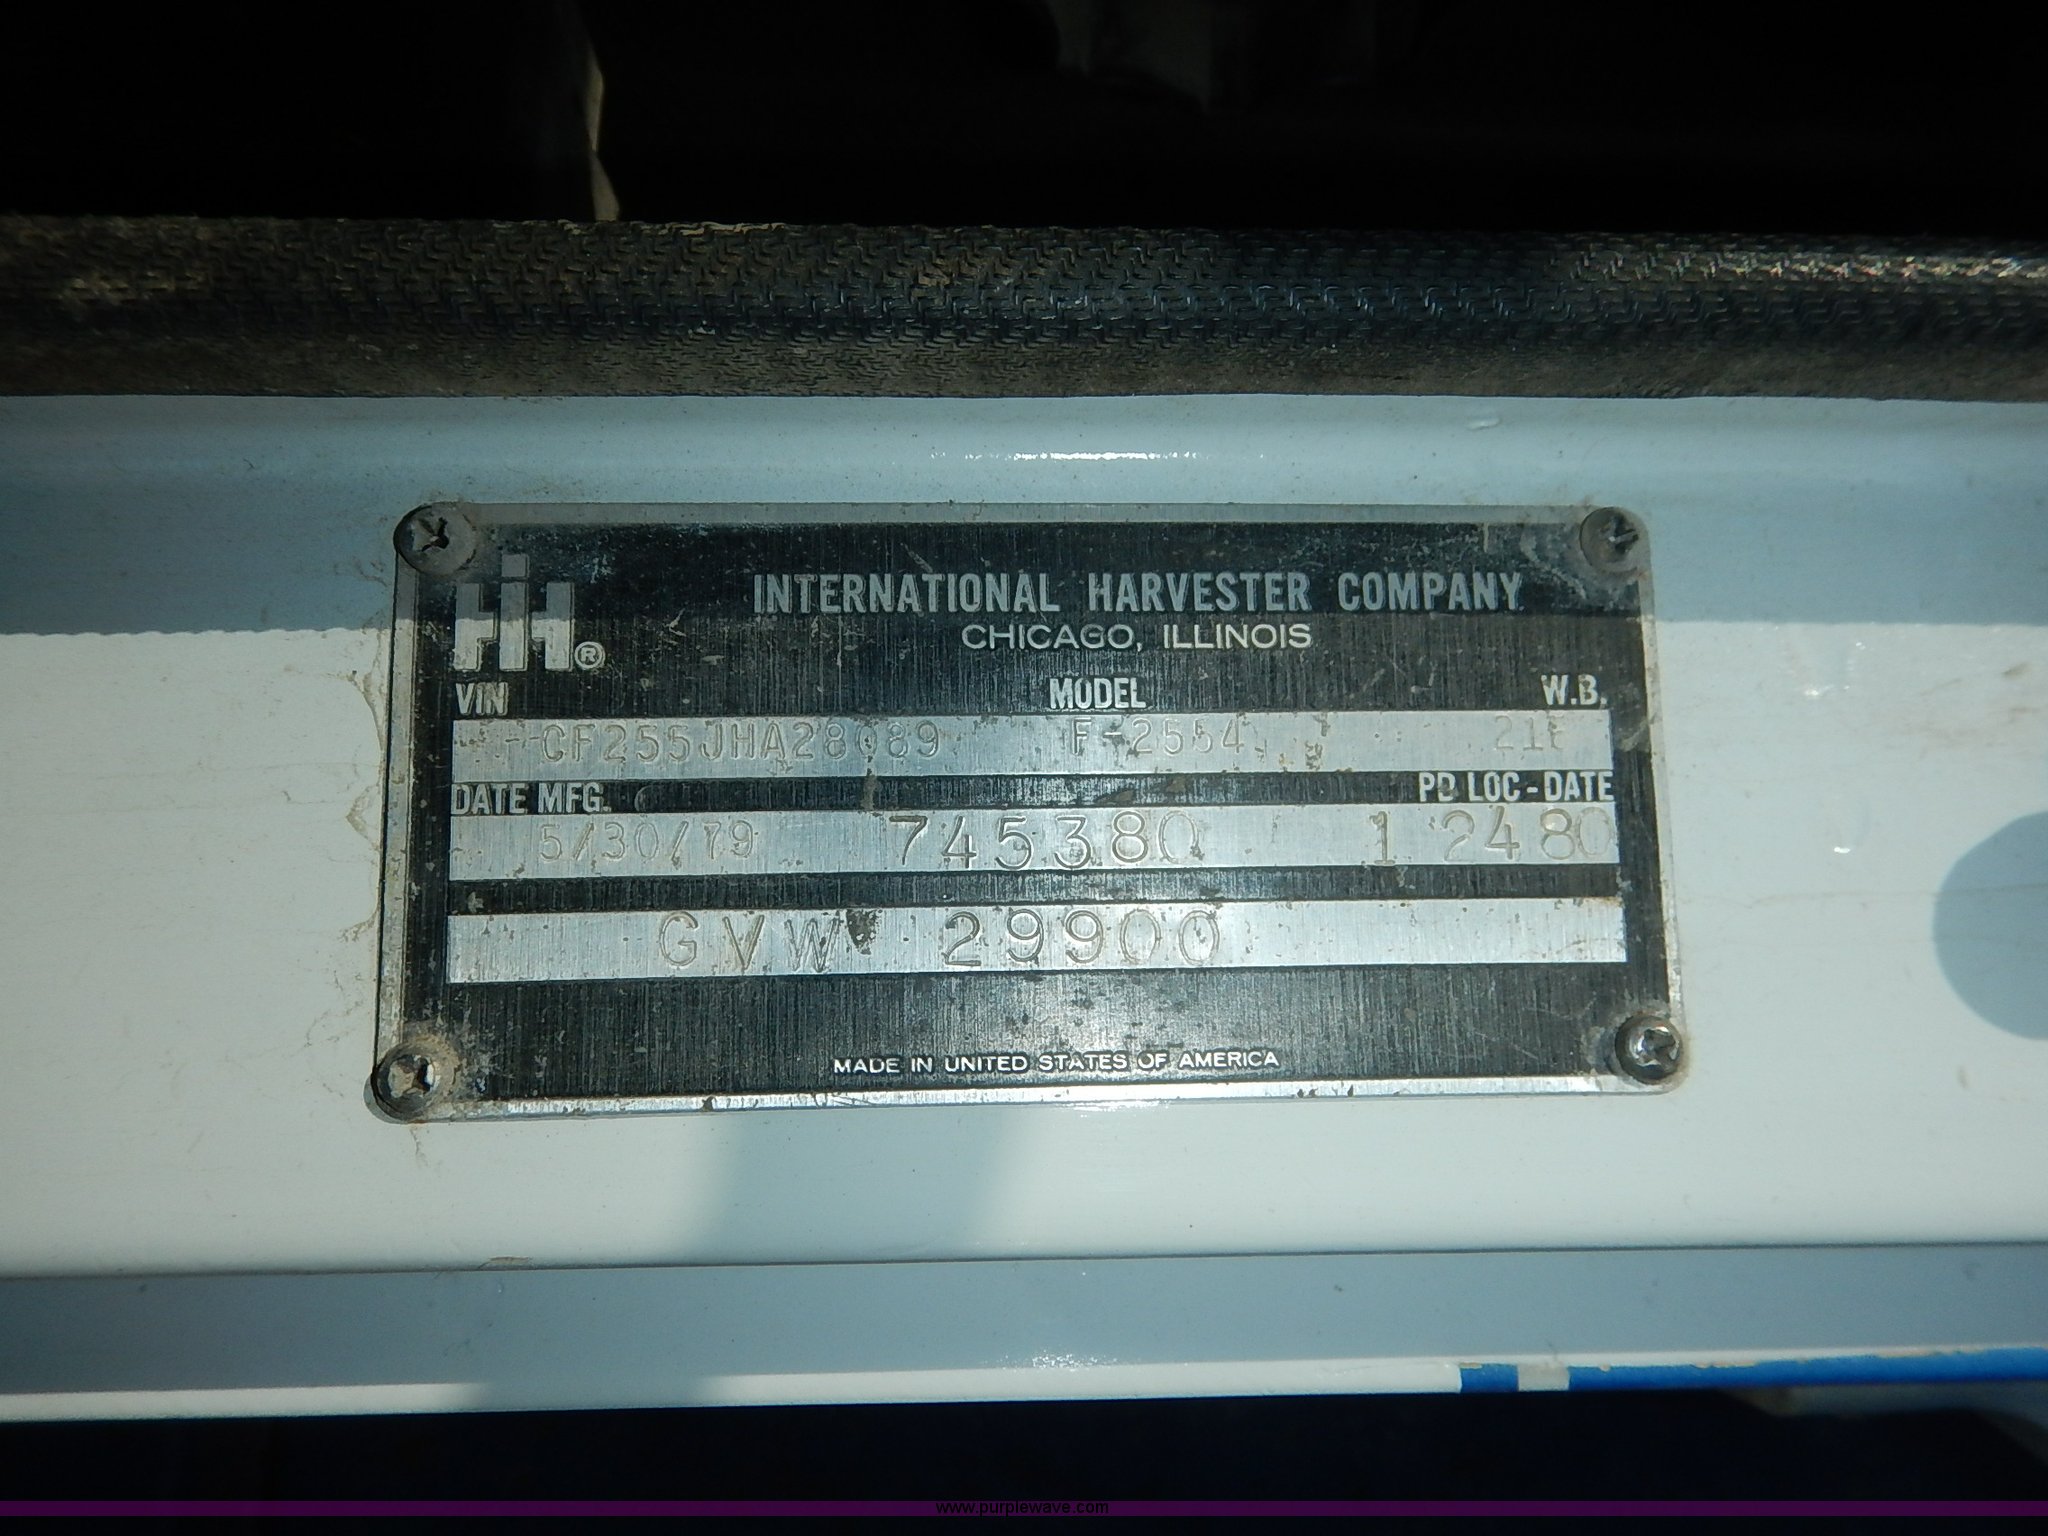 IH®
INTERNATIONAL HARVESTER COMPANY
CHICAGO, ILLINOIS
VIN MODEL W.B.
CF255JHA28089 F-2554
DATE MFG. PD LOC-DATE
5/30/79 745380 1 2480
GVW 29900
MADE IN UNITED STATES OF AMERICA
www.purplewave.com